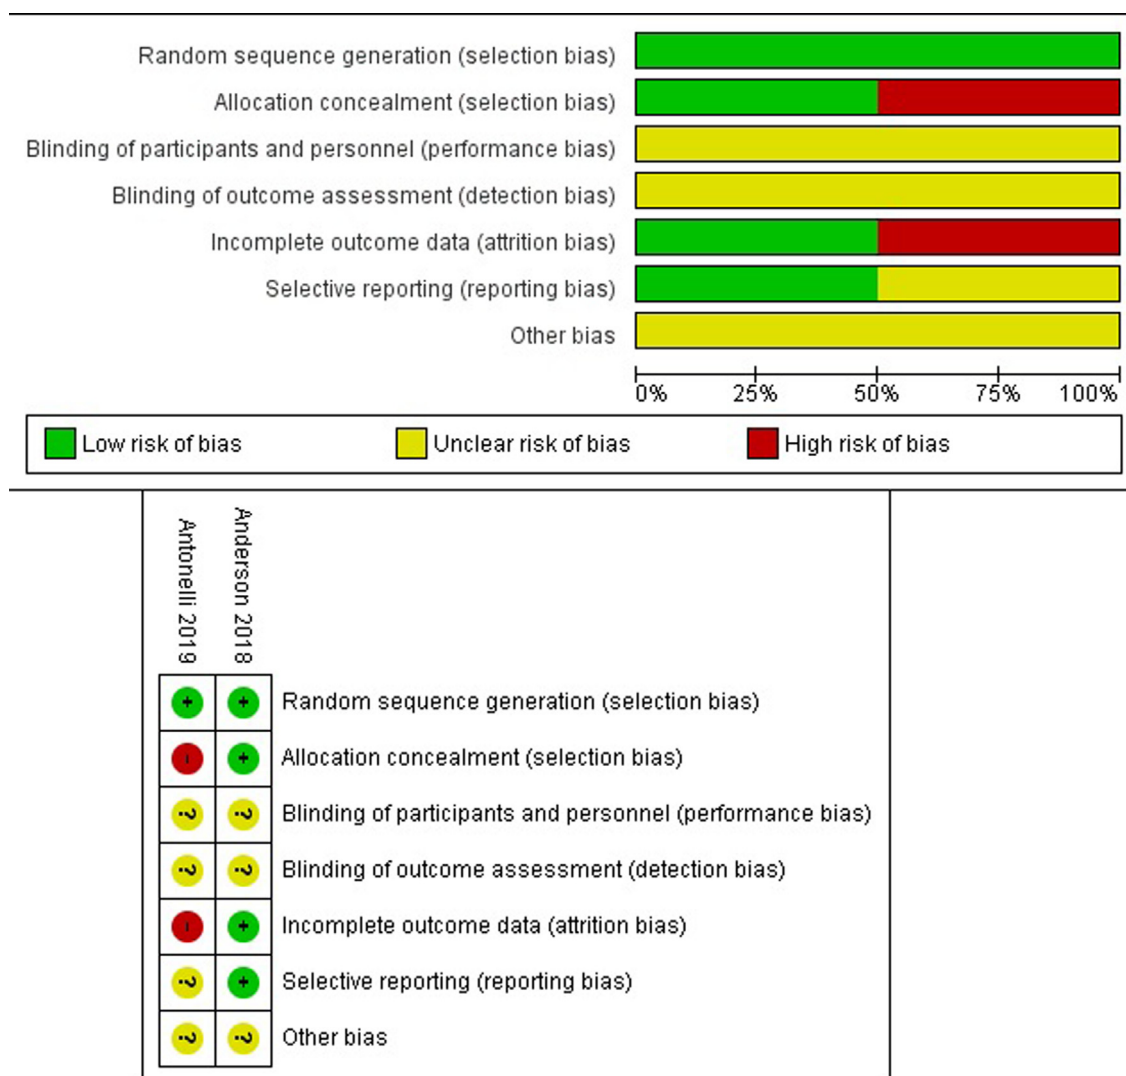 Random sequence generation (selection bias)
Allocation concealment (selection bias)
Blinding of participants and personnel (performance bias)
Blinding of outcome assessment (detection bias)
Incomplete outcome data (attrition bias)
Selective reporting (reporting bias)
Other bias
0% 25% 50% 75% 100%
Low risk of bias Unclear risk of bias High risk of bias
Antonelli 2019
Anderson 2018
+ + Random sequence generation (selection bias)
- + Allocation concealment (selection bias)
? ? Blinding of participants and personnel (performance bias)
? ? Blinding of outcome assessment (detection bias)
- + Incomplete outcome data (attrition bias)
? + Selective reporting (reporting bias)
? ? Other bias